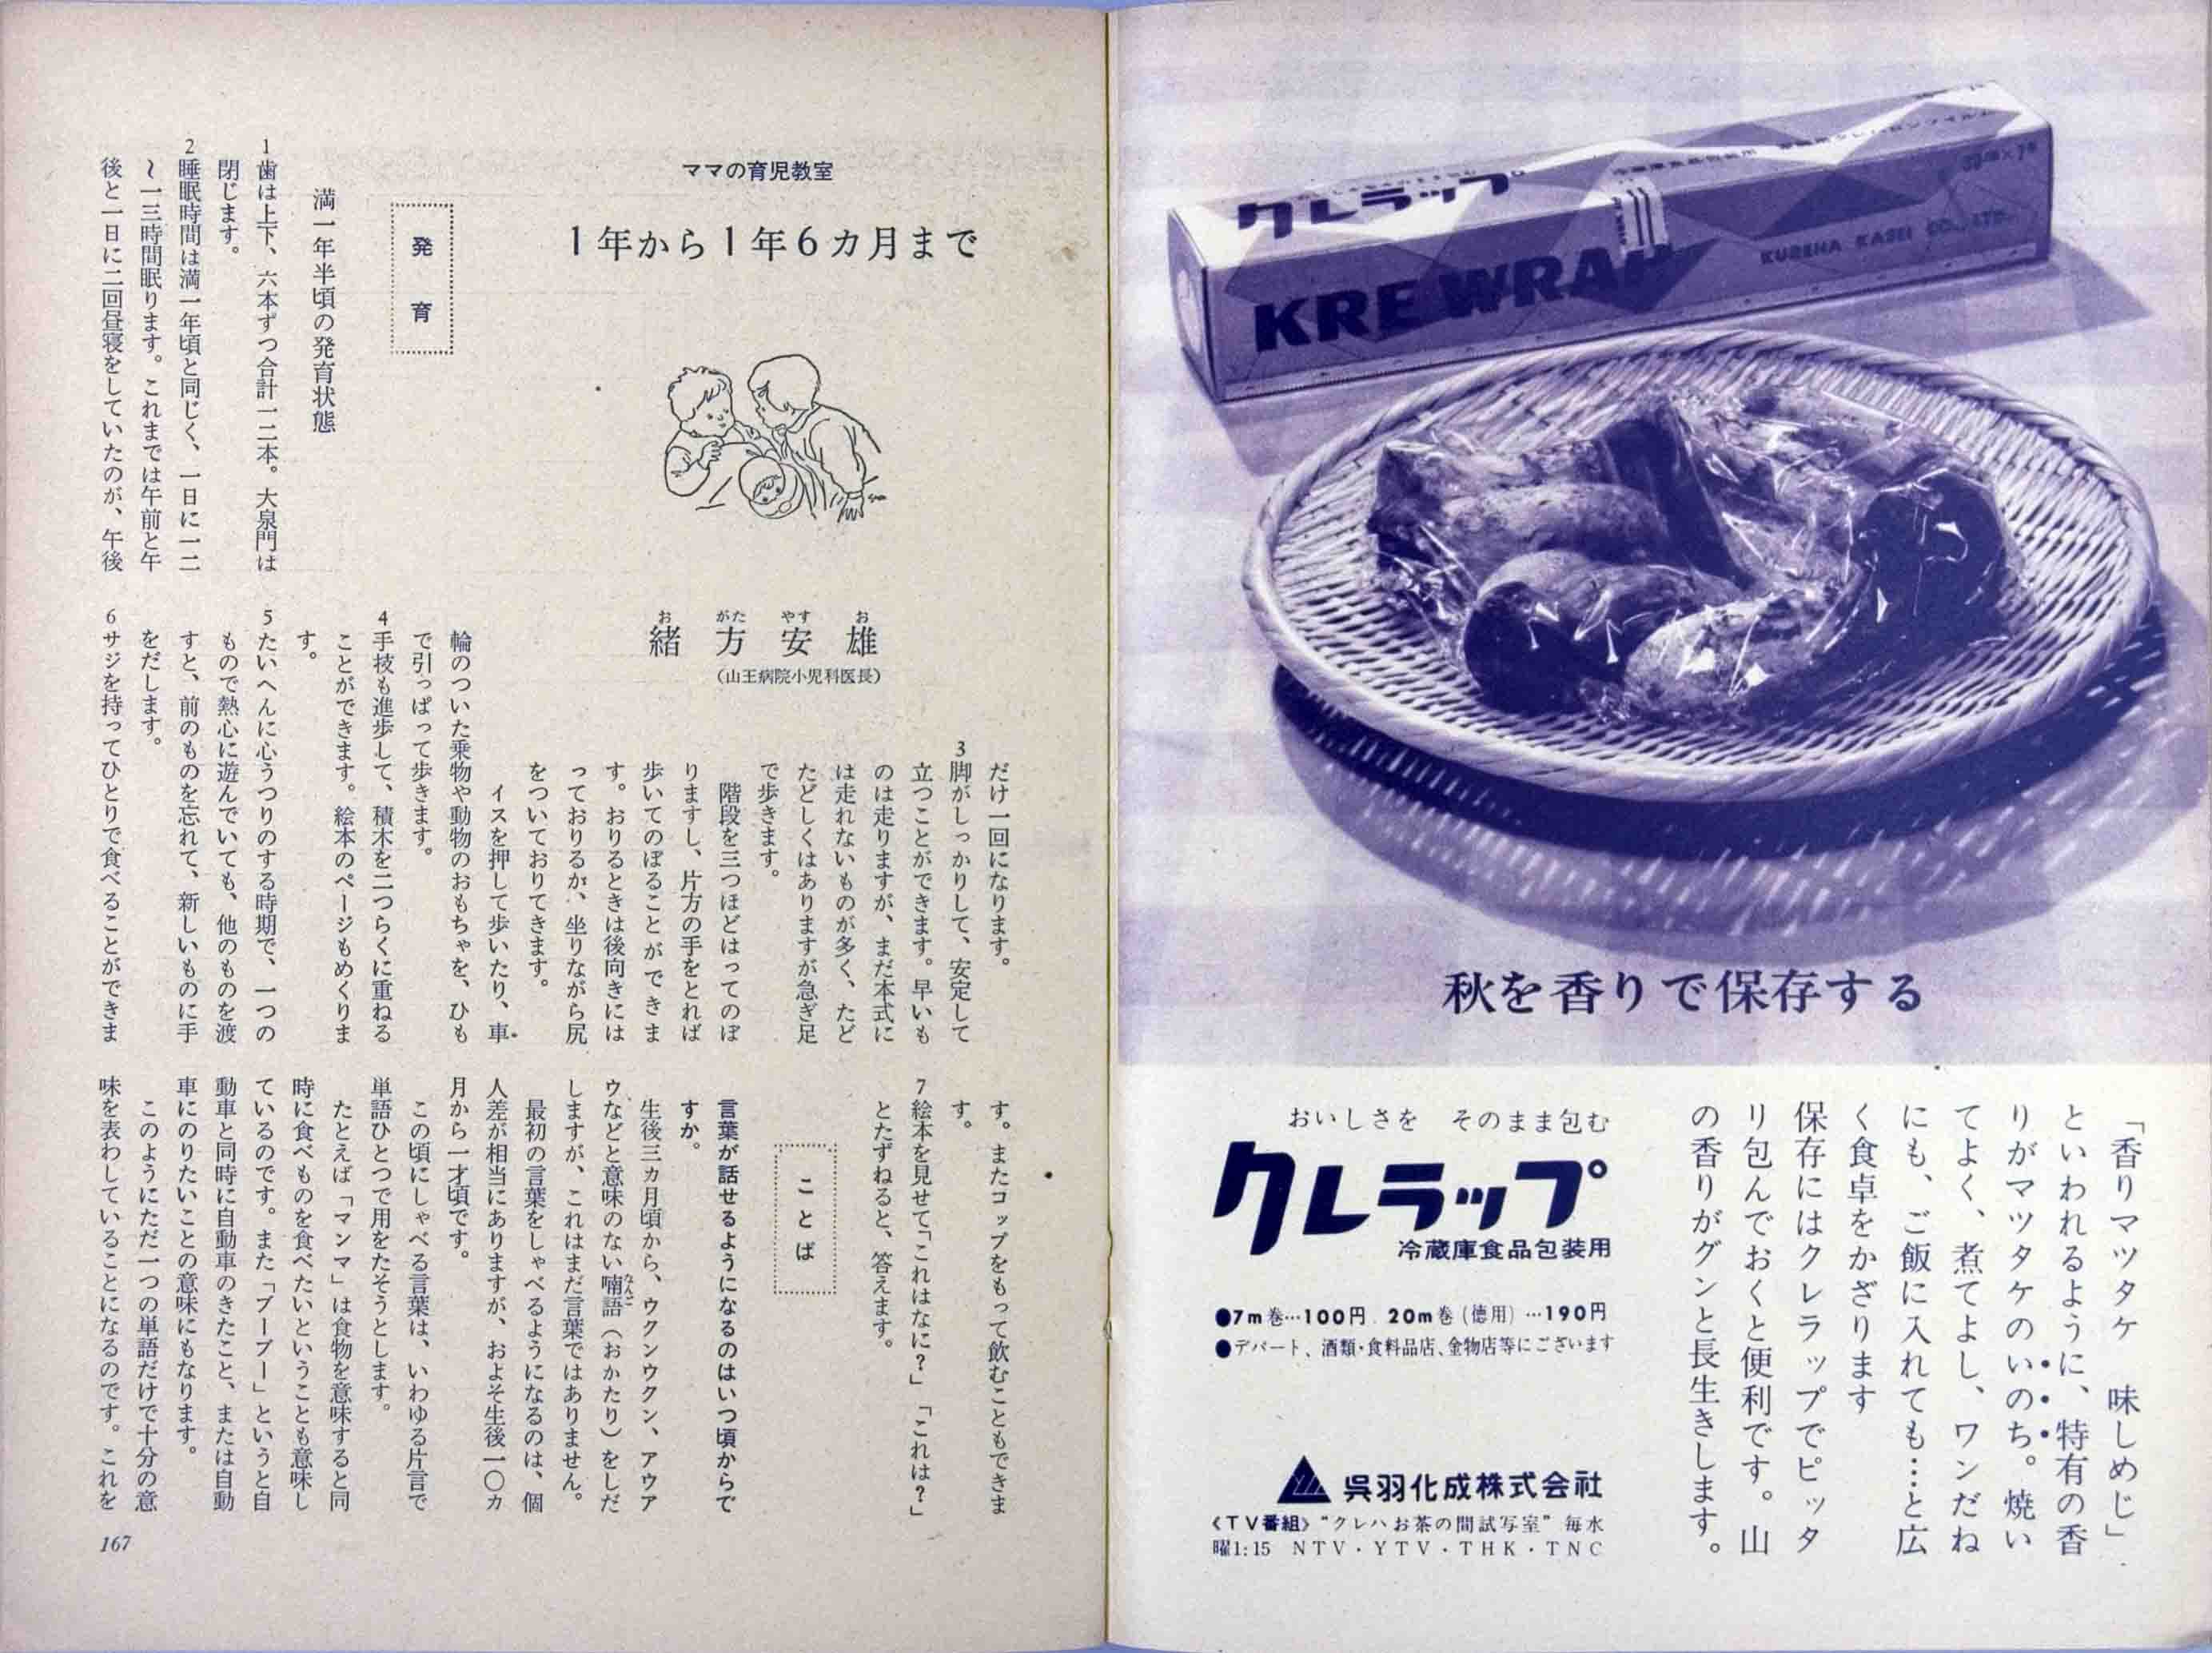 クレラップ
KRE WRAP
KUREHA KASEI CO., LTD.
秋を香りで保存する
「香りマツタケ 味しめじ」
といわれるように、特有の香
りがマツタケのいのち。焼い
てよく、煮てよし、ワンだね
にも、ご飯に入れても…と広
く食卓をかざります
保存にはクレラップでピッタ
リ包んでおくと便利です。山
の香りがグンと長生きします。
おいしさを そのまま包む
クレラップ
冷蔵庫食品包装用
●7m巻…100円 20m巻(徳用)…190円
●デパート、酒類・食料品店、金物店等にございます
呉羽化成株式会社
《TV番組》“クレハお茶の間試写室” 毎水
曜1:15 NTV・YTV・THK・TNC
ママの育児教室
1年から1年6カ月まで
緒方安雄
お がた やす お
(山王病院小児科医長)
発育
満一年半頃の発育状態
1歯は上下、六本ずつ合計一二本。大泉門は
閉じます。
2睡眠時間は満一年頃と同じく、一日に一二
～一三時間眠ります。これまでは午前と午
後と一日に二回昼寝をしていたのが、午後
だけ一回になります。
3脚がしっかりして、安定して
立つことができます。早いも
のは走りますが、まだ本式に
は走れないものが多く、たど
たどしくはありますが急ぎ足
で歩きます。
階段を三つほどはってのぼ
りますし、片方の手をとれば
歩いてのぼることができま
す。おりるときは後向きには
っておりるか、坐りながら尻
をついておりてきます。
イスを押して歩いたり、車
輪のついた乗物や動物のおもちゃを、ひも
で引っぱって歩きます。
4手技も進歩して、積木を二つらくに重ねる
ことができます。絵本のページもめくりま
す。
5たいへんに心うつりのする時期で、一つの
もので熱心に遊んでいても、他のものを渡
すと、前のものを忘れて、新しいものに手
をだします。
6サジを持ってひとりで食べることができま
す。またコップをもって飲むこともできま
す。
7絵本を見せて「これはなに?」「これは?」
とたずねると、答えます。
ことば
言葉が話せるようになるのはいつ頃からで
すか。
生後三カ月頃から、ウクンウクン、アウア
ウなどと意味のない喃語(おかたり)をしだ
なんご
しますが、これはまだ言葉ではありません。
最初の言葉をしゃべるようになるのは、個
人差が相当にありますが、およそ生後一〇カ
月から一才頃です。
この頃にしゃべる言葉は、いわゆる片言で
単語ひとつで用をたそうとします。
たとえば「マンマ」は食物を意味すると同
時に食べものを食べたいということも意味し
ているのです。また「ブーブー」というと自
動車と同時に自動車のきたこと、または自動
車にのりたいことの意味にもなります。
このようにただ一つの単語だけで十分の意
味を表わしていることになるのです。これを
167